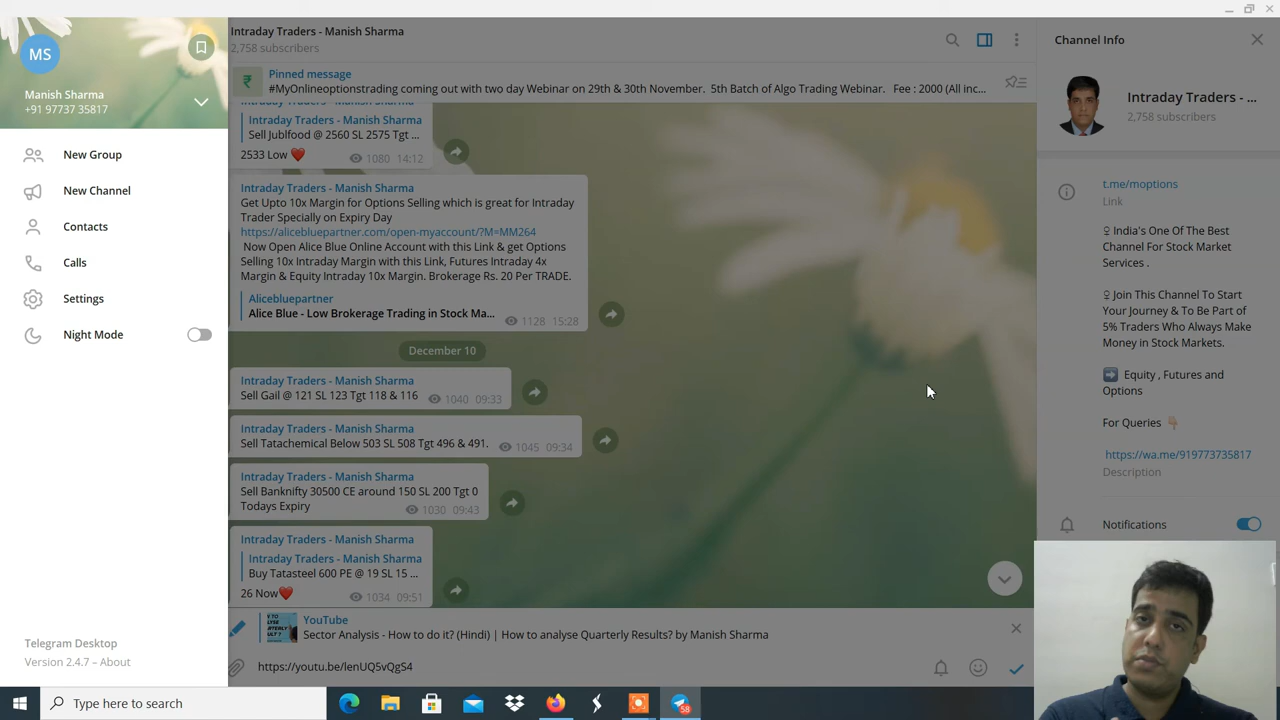 MS
Manish Sharma
+91 97737 35817
New Group
New Channel
Contacts
Calls
Settings
Night Mode
Telegram Desktop
Version 2.4.7 – About
Intraday Traders - Manish Sharma
2,758 subscribers
Pinned message
#MyOnlineoptionstrading coming out with two day Webinar on 29th & 30th November. 5th Batch of Algo Trading Webinar. Fee : 2000 (All inc...
Intraday Traders - Manish Sharma
Intraday Traders - Manish Sharma
Sell Jublfood @ 2560 SL 2575 Tgt ...
2533 Low ❤️ 1080 14:12
Intraday Traders - Manish Sharma
Get Upto 10x Margin for Options Selling which is great for Intraday
Trader Specially on Expiry Day
https://alicebluepartner.com/open-myaccount/?M=MM264
Now Open Alice Blue Online Account with this Link & get Options
Selling 10x Intraday Margin with this Link, Futures Intraday 4x
Margin & Equity Intraday 10x Margin. Brokerage Rs. 20 Per TRADE.
Alicebluepartner
Alice Blue - Low Brokerage Trading in Stock Ma...
1128 15:28
December 10
Intraday Traders - Manish Sharma
Sell Gail @ 121 SL 123 Tgt 118 & 116 1040 09:33
Intraday Traders - Manish Sharma
Sell Tatachemical Below 503 SL 508 Tgt 496 & 491. 1045 09:34
Intraday Traders - Manish Sharma
Sell Banknifty 30500 CE around 150 SL 200 Tgt 0
Todays Expiry 1030 09:43
Intraday Traders - Manish Sharma
Intraday Traders - Manish Sharma
Buy Tatasteel 600 PE @ 19 SL 15 ...
26 Now❤️ 1034 09:51
YouTube
Sector Analysis - How to do it? (Hindi) | How to analyse Quarterly Results? by Manish Sharma
https://youtu.be/lenUQ5vQgS4
Channel Info
Intraday Traders - ...
2,758 subscribers
t.me/moptions
Link
India's One Of The Best
Channel For Stock Market
Services .
Join This Channel To Start
Your Journey & To Be Part of
5% Traders Who Always Make
Money in Stock Markets.
➡️ Equity , Futures and
Options
For Queries 👇🏻
https://wa.me/919773735817
Description
Notifications
Type here to search
58